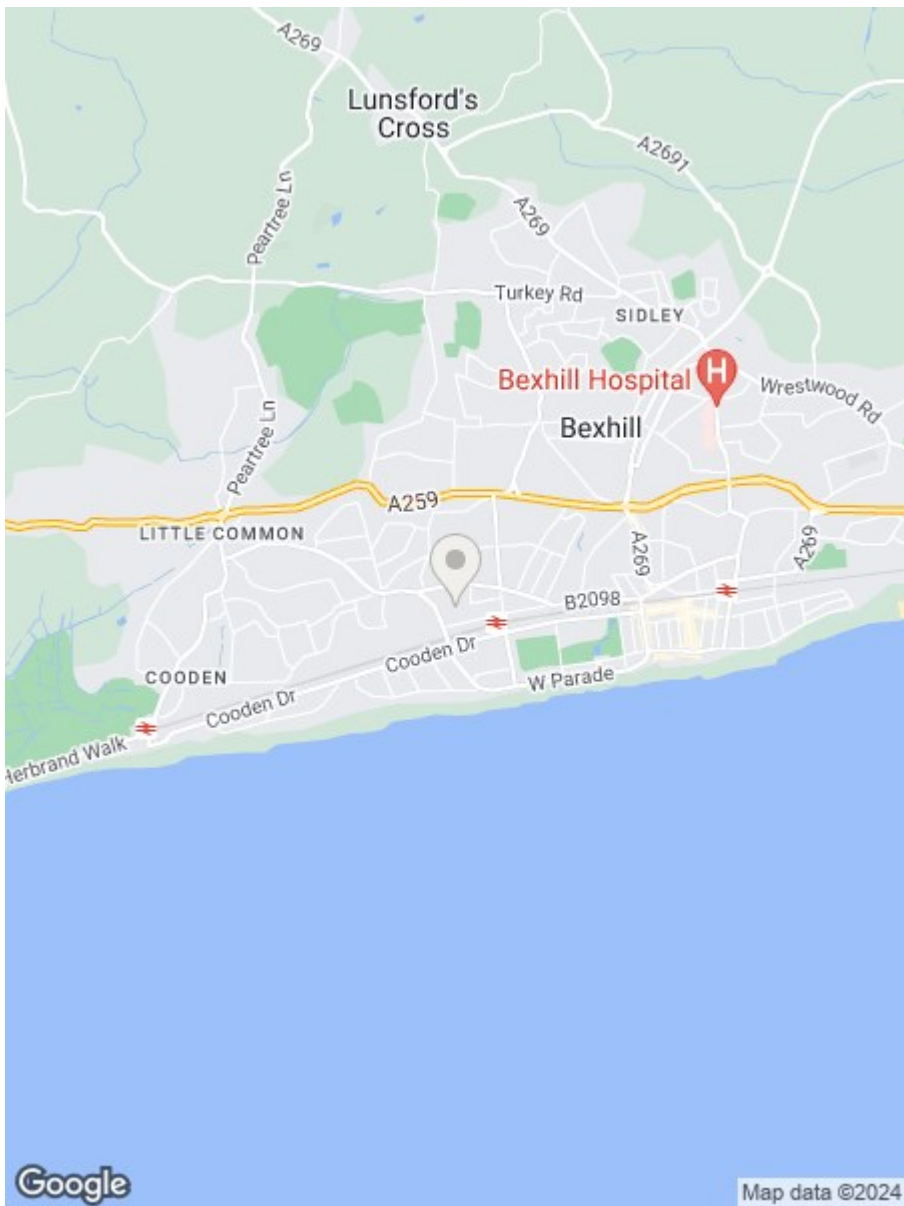 A269
Lunsford's
Cross
A2691
Peartree Ln
A269
Turkey Rd
SIDLEY
Bexhill Hospital
H
Wrestwood Rd
Bexhill
Peartree Ln
A259
LITTLE COMMON
A269
A269
B2098
Cooden Dr
COODEN
W Parade
Cooden Dr
Herbrand Walk
Google
Map data ©2024